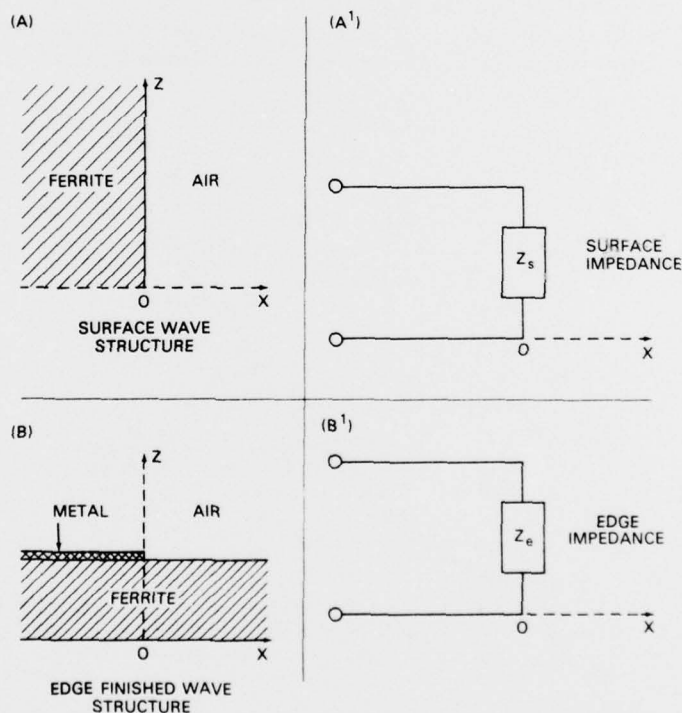 (A)
Z
FERRITE
AIR
O
X
SURFACE WAVE
STRUCTURE
(A¹)
Z_s
SURFACE
IMPEDANCE
O
X
(B)
Z
METAL
AIR
FERRITE
O
X
EDGE FINISHED WAVE
STRUCTURE
(B¹)
Z_e
EDGE
IMPEDANCE
O
X